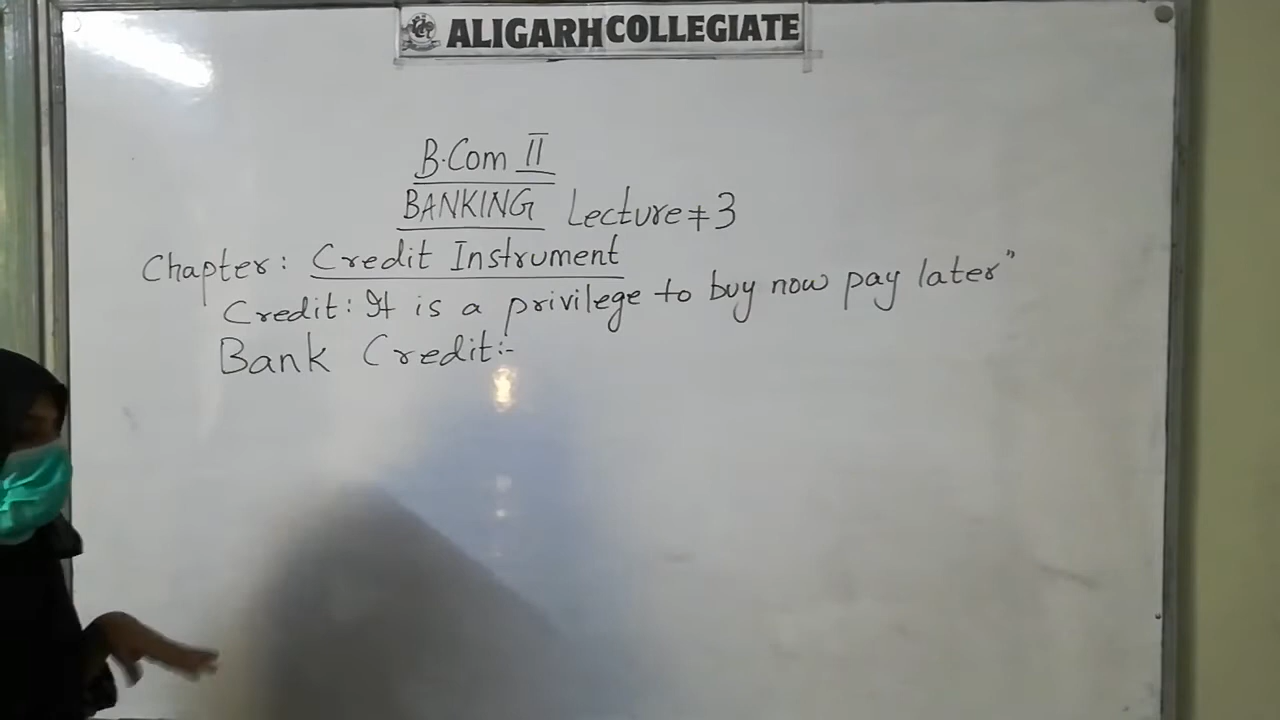 ALIGARH COLLEGIATE
B.Com II
BANKING Lecture # 3
Chapter: Credit Instrument
Credit: It is a privilege to buy now pay later"
Bank Credit:-